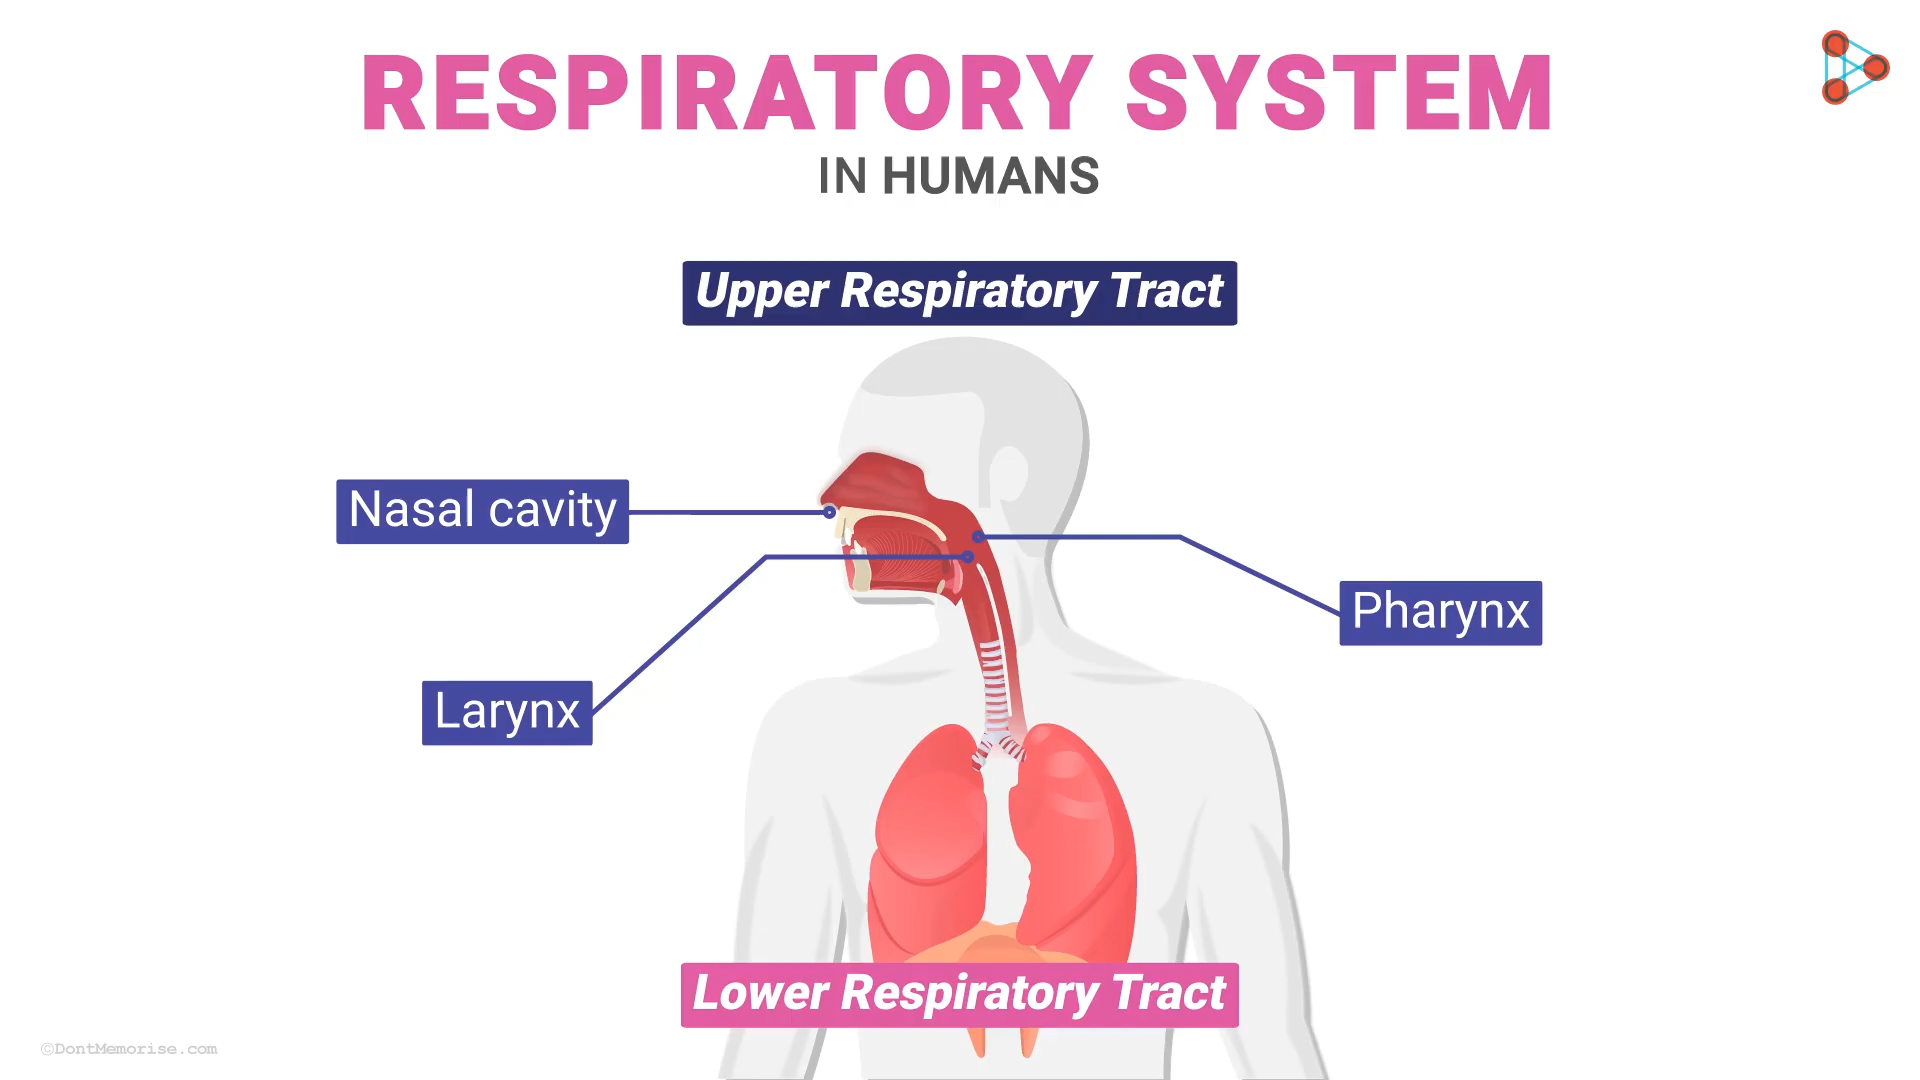 RESPIRATORY SYSTEM
IN HUMANS
Upper Respiratory Tract
Nasal cavity
Pharynx
Larynx
Lower Respiratory Tract
©DontMemorise.com